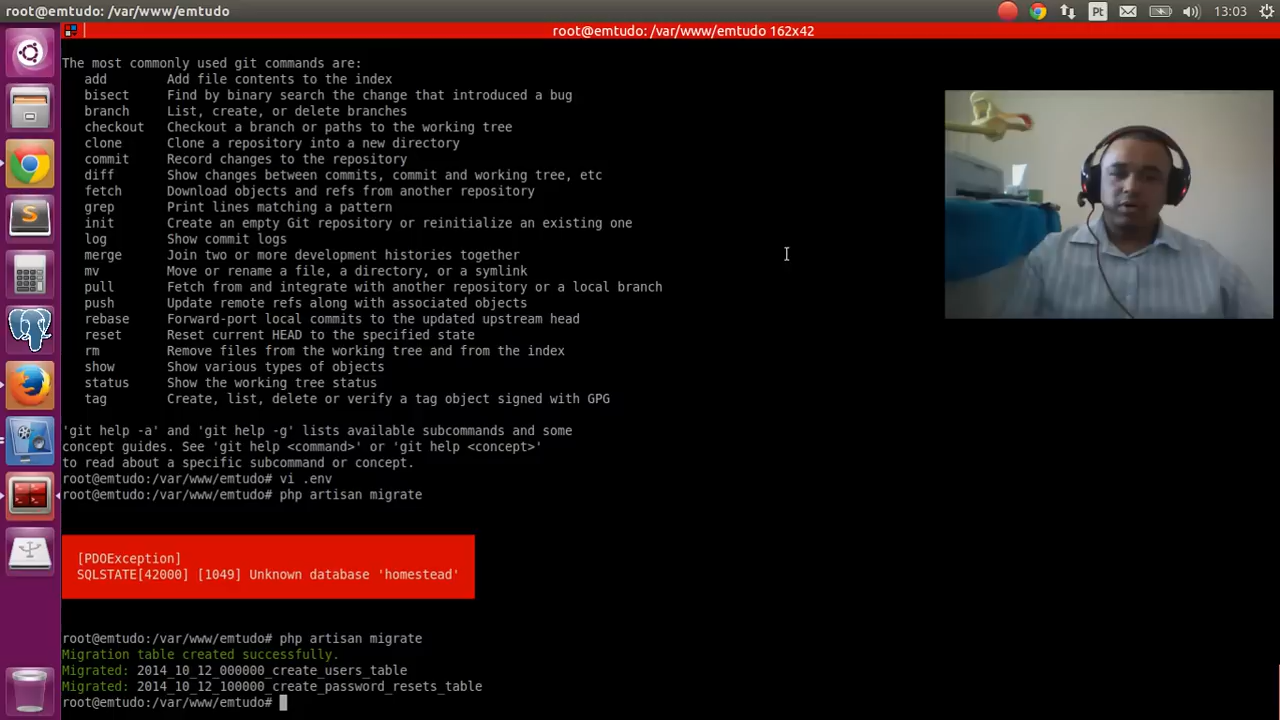 root@emtudo: /var/www/emtudo
Pt
13:03
root@emtudo: /var/www/emtudo 162x42
The most commonly used git commands are:
add Add file contents to the index
bisect Find by binary search the change that introduced a bug
branch List, create, or delete branches
checkout Checkout a branch or paths to the working tree
clone Clone a repository into a new directory
commit Record changes to the repository
diff Show changes between commits, commit and working tree, etc
fetch Download objects and refs from another repository
grep Print lines matching a pattern
init Create an empty Git repository or reinitialize an existing one
log Show commit logs
merge Join two or more development histories together
mv Move or rename a file, a directory, or a symlink
pull Fetch from and integrate with another repository or a local branch
push Update remote refs along with associated objects
rebase Forward-port local commits to the updated upstream head
reset Reset current HEAD to the specified state
rm Remove files from the working tree and from the index
show Show various types of objects
status Show the working tree status
tag Create, list, delete or verify a tag object signed with GPG
'git help -a' and 'git help -g' lists available subcommands and some
concept guides. See 'git help <command>' or 'git help <concept>'
to read about a specific subcommand or concept.
root@emtudo:/var/www/emtudo# vi .env
root@emtudo:/var/www/emtudo# php artisan migrate
[PDOException]
SQLSTATE[42000] [1049] Unknown database 'homestead'
root@emtudo:/var/www/emtudo# php artisan migrate
Migration table created successfully.
Migrated: 2014_10_12_000000_create_users_table
Migrated: 2014_10_12_100000_create_password_resets_table
root@emtudo:/var/www/emtudo#